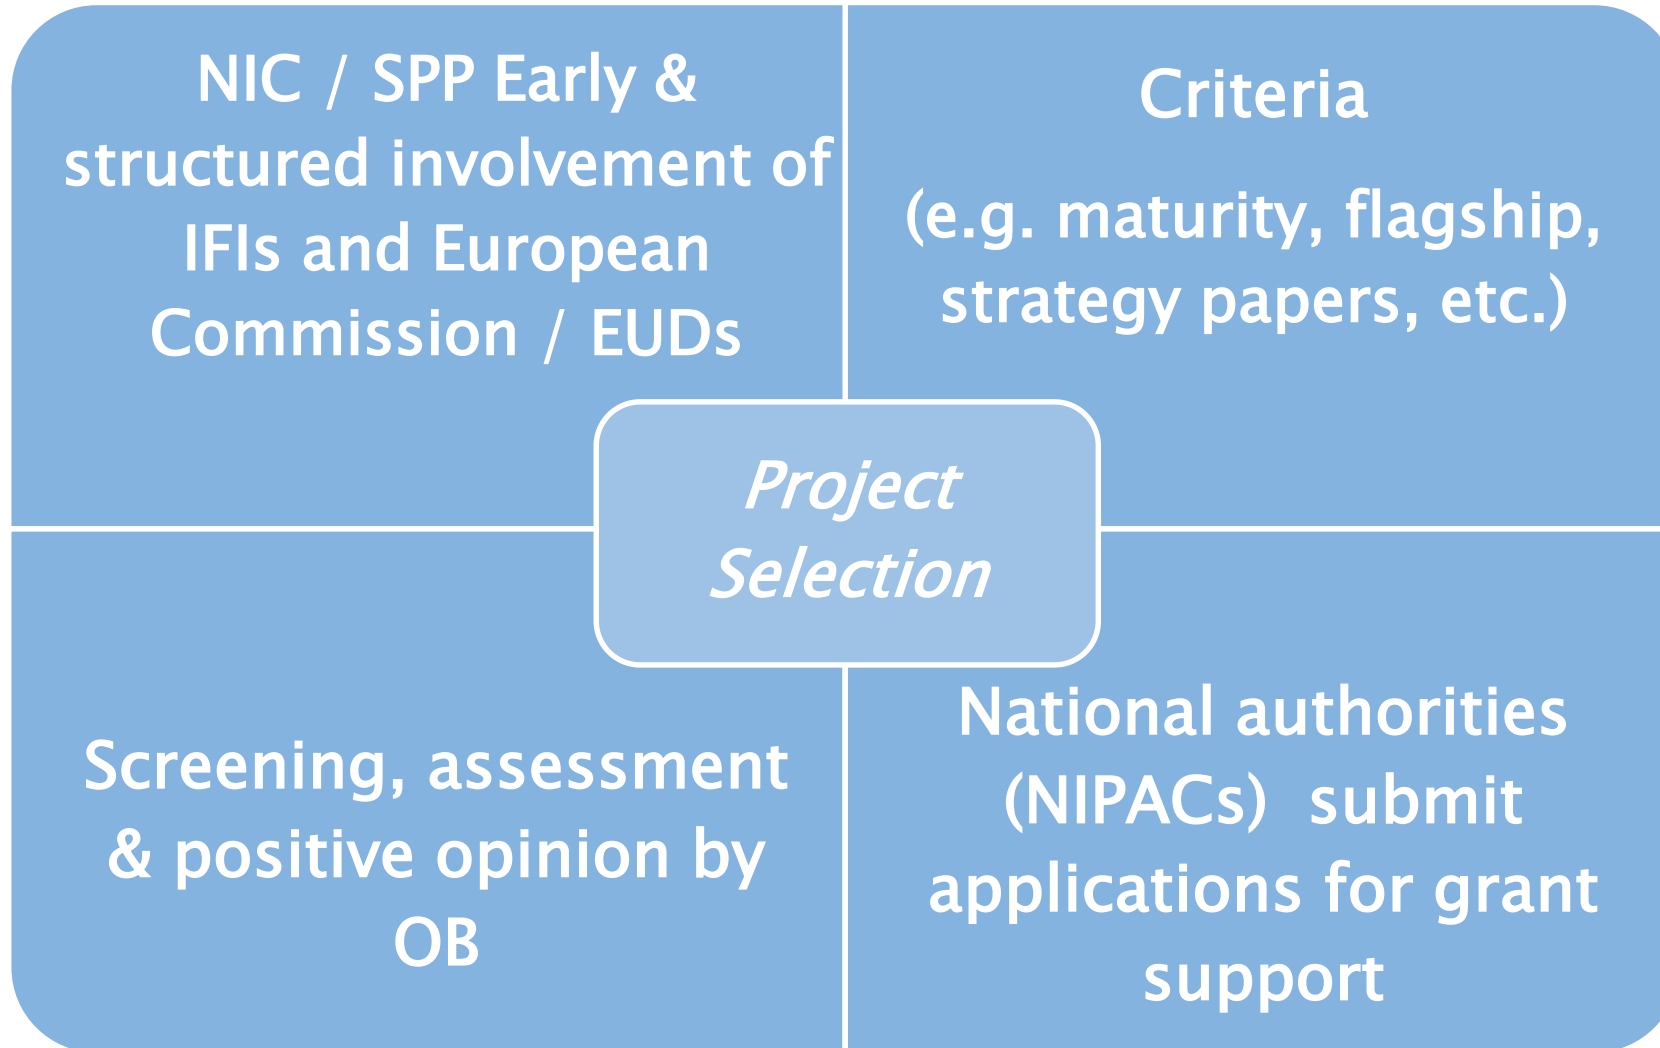 NIC / SPP Early &
structured involvement of
IFIs and European
Commission / EUDs
Criteria
(e.g. maturity, flagship,
strategy papers, etc.)
Project
Selection
Screening, assessment
& positive opinion by
OB
National authorities
(NIPACs)  submit
applications for grant
support